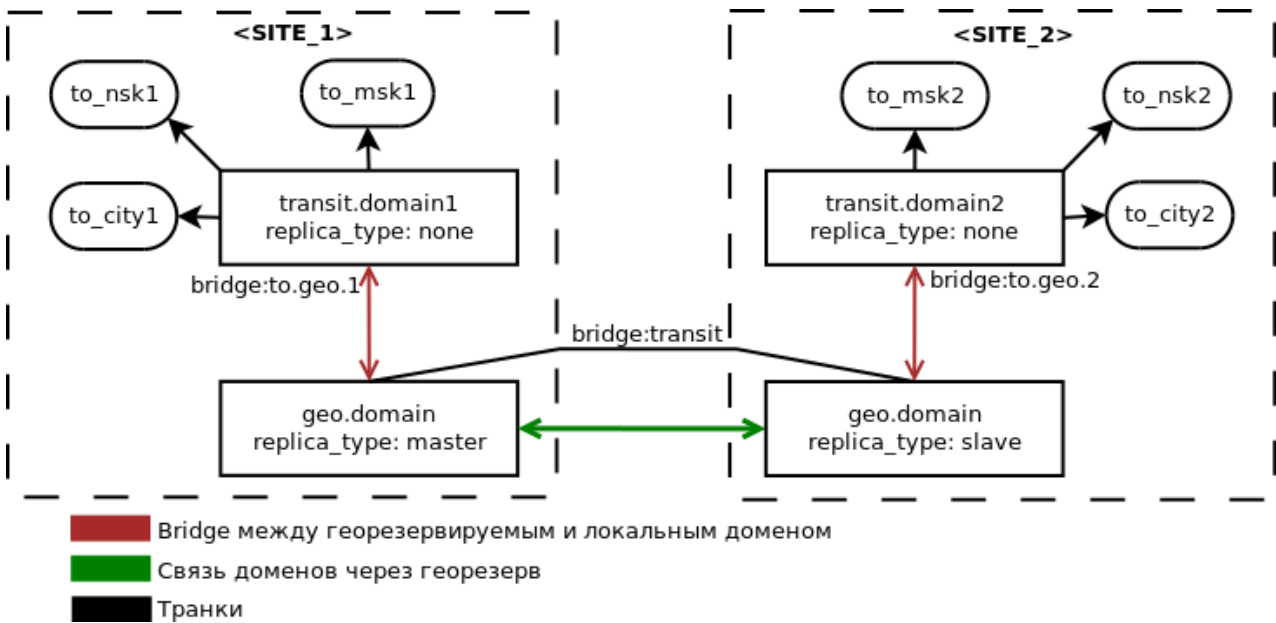 <SITE_1>
<SITE_2>
to_nsk1
to_msk1
to_msk2
to_nsk2
transit.domain1
replica_type: none
to_city1
transit.domain2
replica_type: none
to_city2
bridge:to.geo.1
bridge:to.geo.2
bridge:transit
geo.domain
replica_type: master
geo.domain
replica_type: slave
Bridge между георезервируемым и локальным доменом
Связь доменов через георезерв
Транки